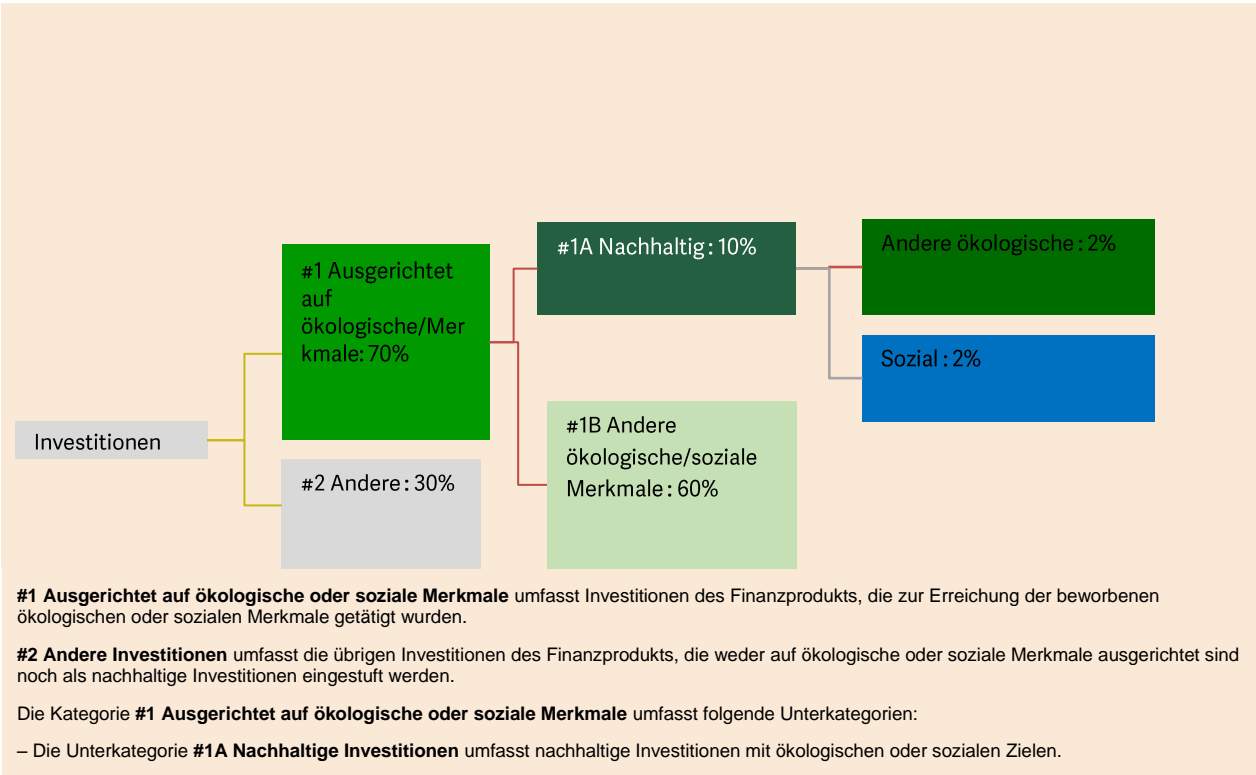 #1A Nachhaltig : 10%
Andere ökologische : 2%
#1 Ausgerichtet
auf
ökologische/Mer
kmale: 70%
Sozial : 2%
#1B Andere
ökologische/soziale
Merkmale : 60%
Investitionen
#2 Andere : 30%
#1 Ausgerichtet auf ökologische oder soziale Merkmale umfasst Investitionen des Finanzprodukts, die zur Erreichung der beworbenen
ökologischen oder sozialen Merkmale getätigt wurden.
#2 Andere Investitionen umfasst die übrigen Investitionen des Finanzprodukts, die weder auf ökologische oder soziale Merkmale ausgerichtet sind
noch als nachhaltige Investitionen eingestuft werden.
Die Kategorie #1 Ausgerichtet auf ökologische oder soziale Merkmale umfasst folgende Unterkategorien:
– Die Unterkategorie #1A Nachhaltige Investitionen umfasst nachhaltige Investitionen mit ökologischen oder sozialen Zielen.